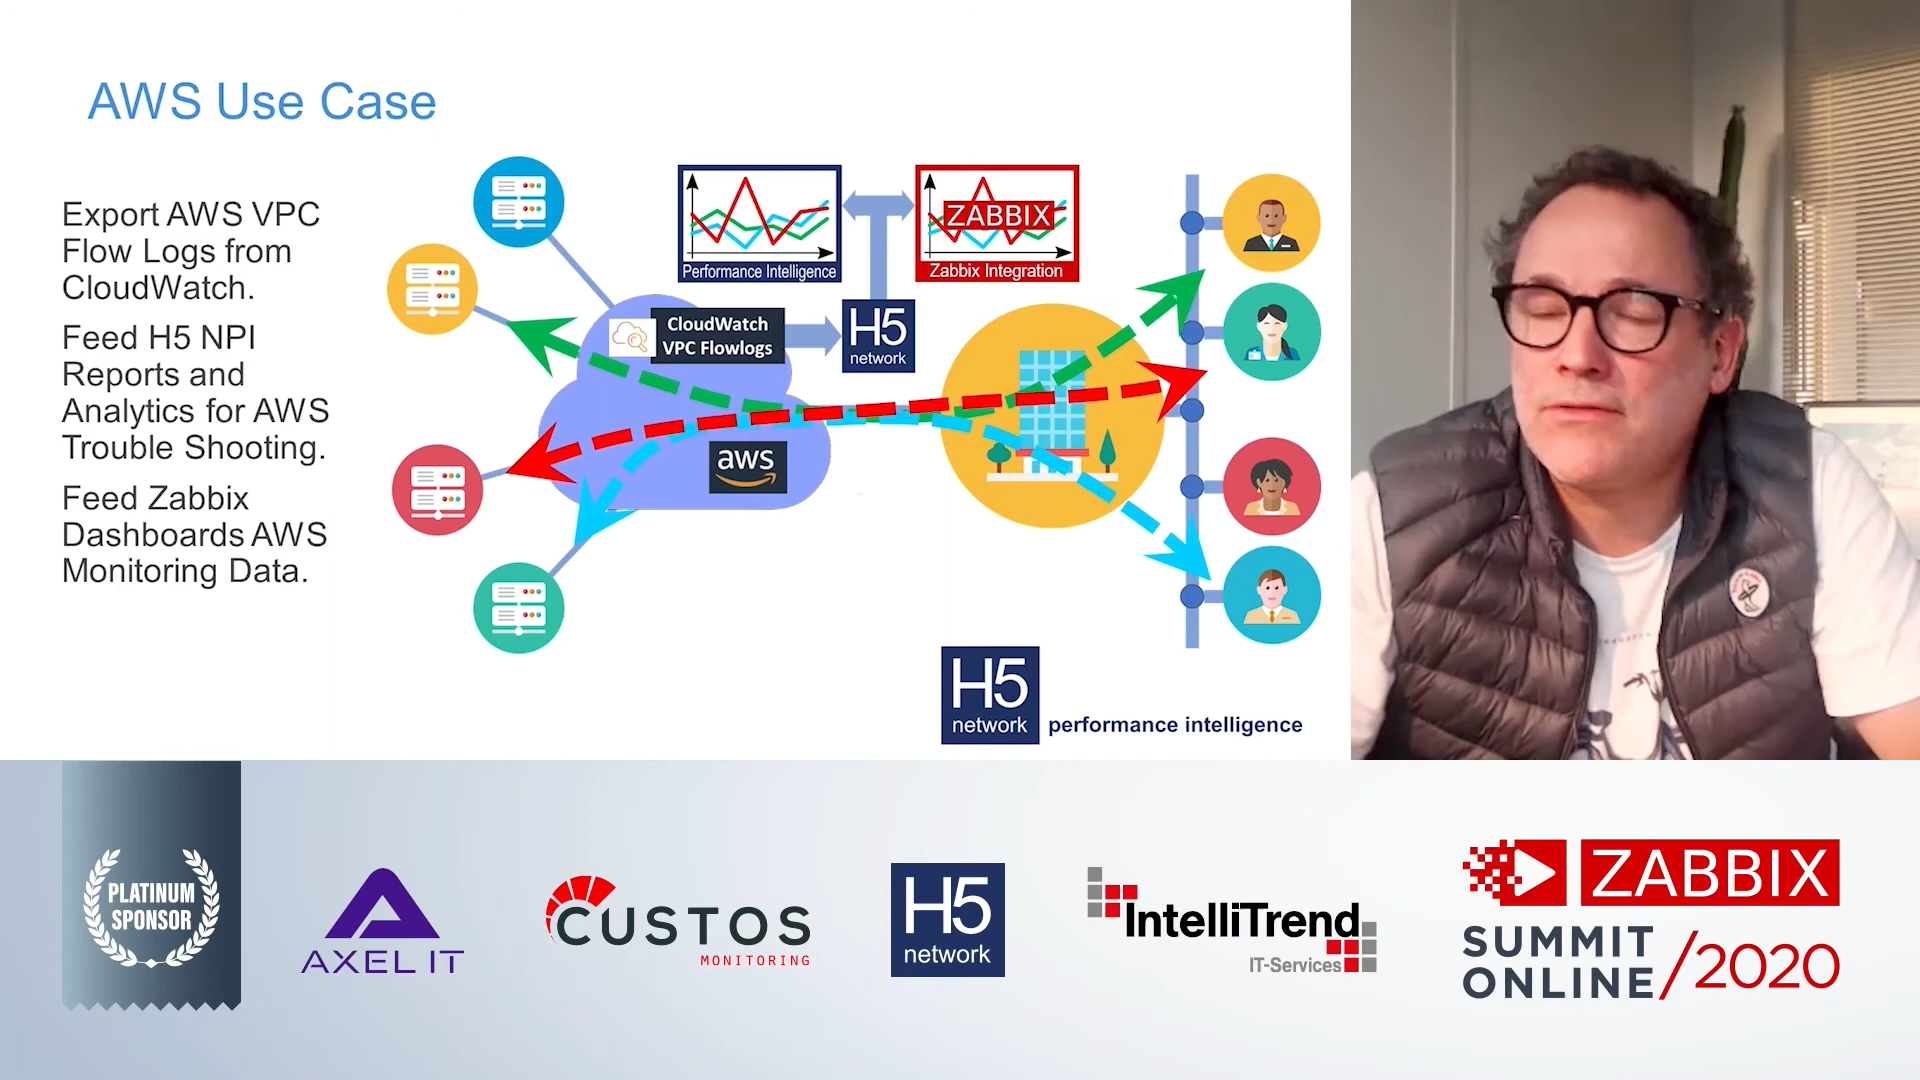 AWS Use Case
Export AWS VPC
Flow Logs from
CloudWatch.
Feed H5 NPI
Reports and
Analytics for AWS
Trouble Shooting.
Feed Zabbix
Dashboards AWS
Monitoring Data.
Performance Intelligence
ZABBIX
Zabbix Integration
CloudWatch
VPC Flowlogs
H5
network
aws
H5
network
performance intelligence
PLATINUM
SPONSOR
AXEL IT
CUSTOS
MONITORING
H5
network
IntelliTrend
IT-Services
ZABBIX
SUMMIT
ONLINE
/2020